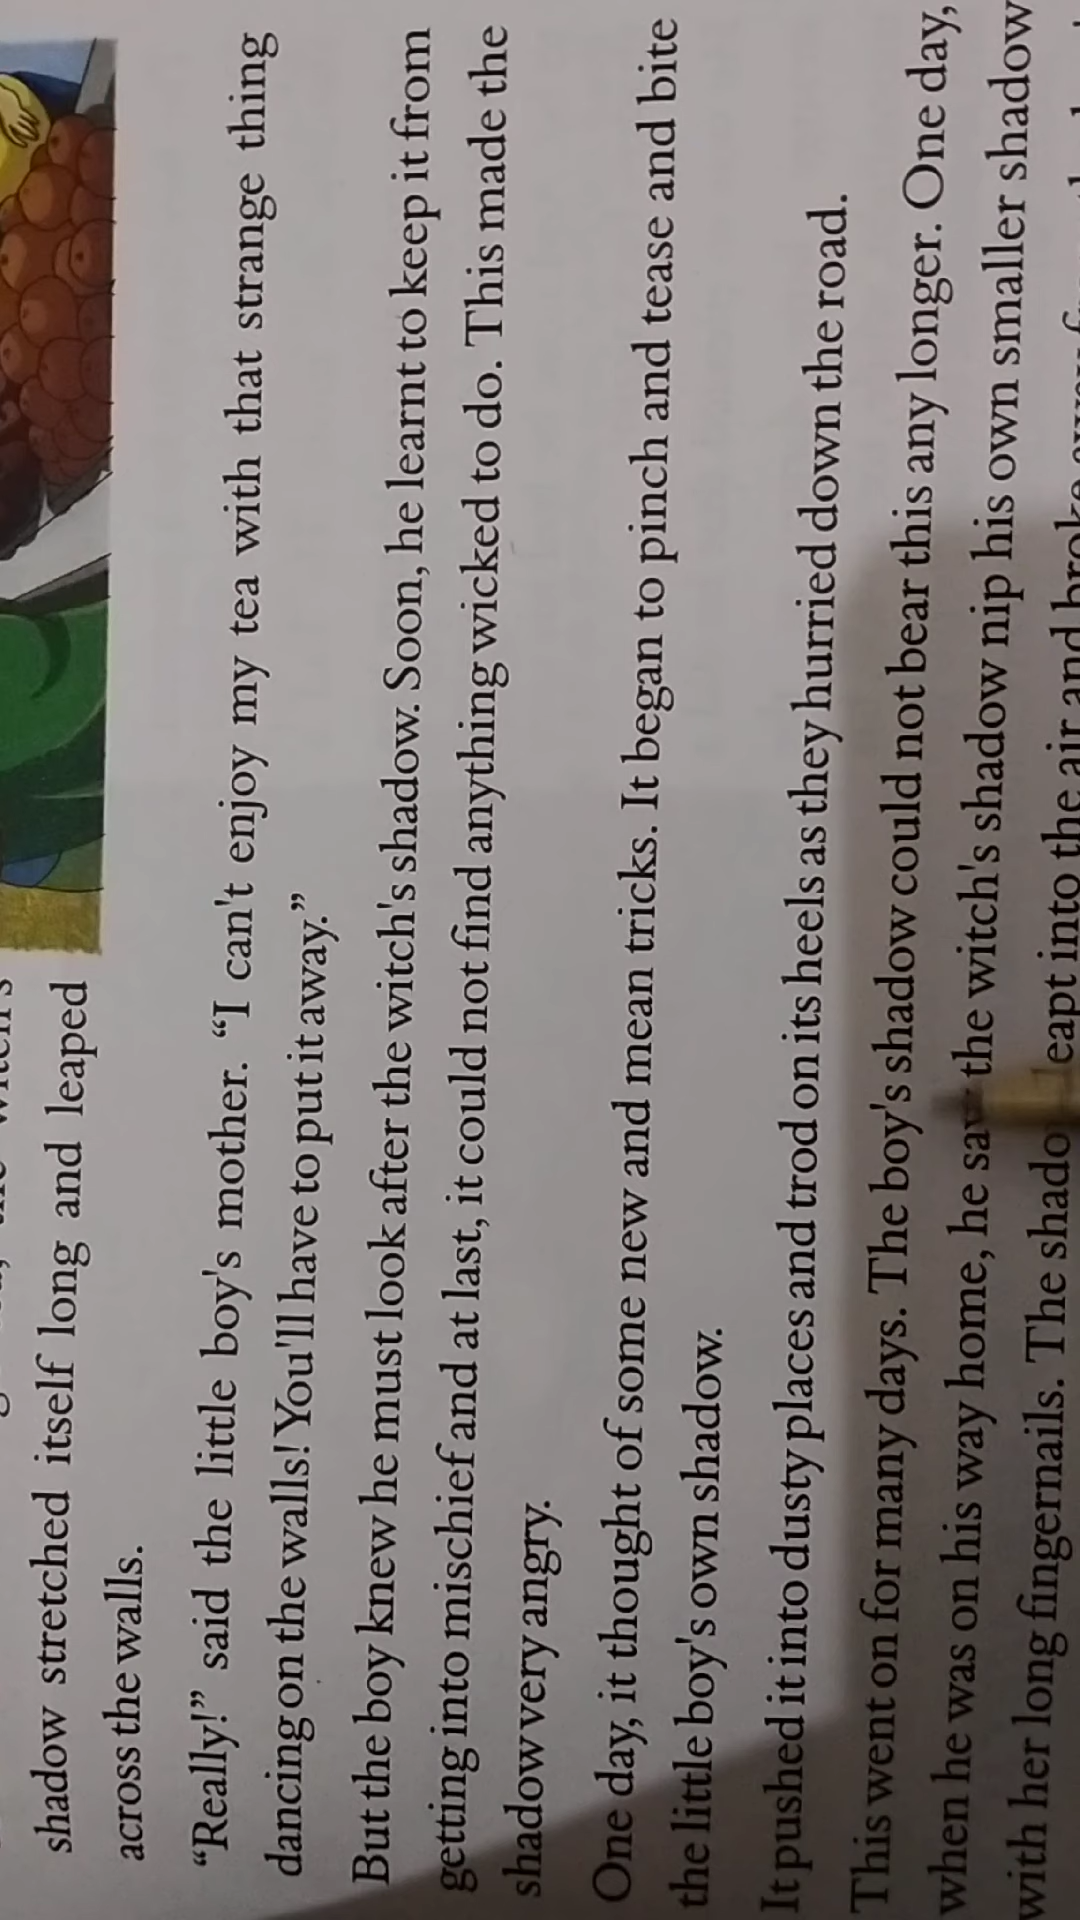 shadow stretched itself long and leaped
across the walls.
“Really!” said the little boy's mother. “I can't enjoy my tea with that strange thing
dancing on the walls! You'll have to put it away.”
But the boy knew he must look after the witch's shadow. Soon, he learnt to keep it from
getting into mischief and at last, it could not find anything wicked to do. This made the
shadow very angry.
One day, it thought of some new and mean tricks. It began to pinch and tease and bite
the little boy's own shadow.
It pushed it into dusty places and trod on its heels as they hurried down the road.
This went on for many days. The boy's shadow could not bear this any longer. One day,
when he was on his way home, he saw the witch's shadow nip his own smaller shadow
with her long fingernails. The shadow leapt into the air and broke away